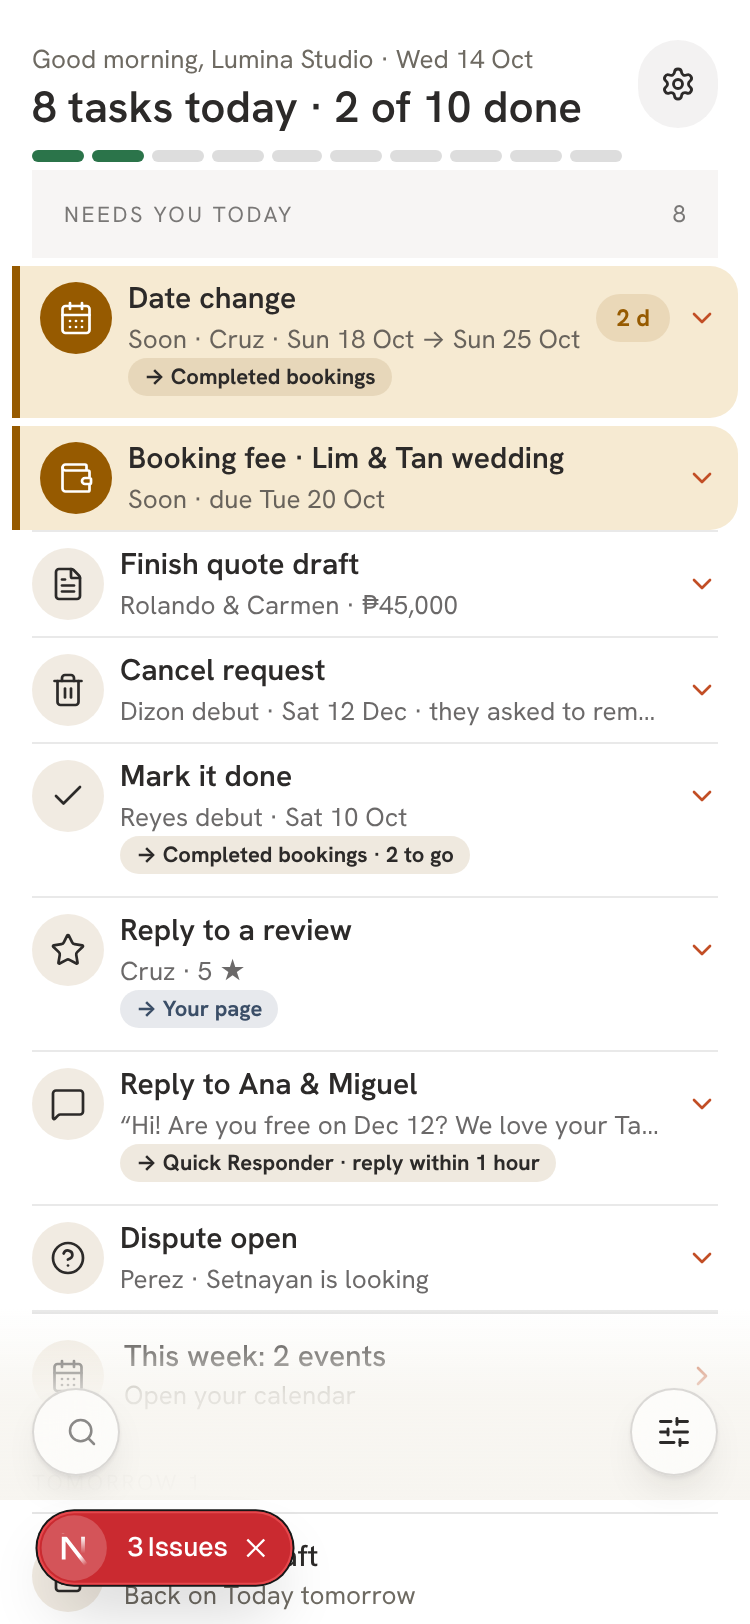 Good morning, Lumina Studio · Wed 14 Oct
8 tasks today · 2 of 10 done
NEEDS YOU TODAY 8
Date change
Soon · Cruz · Sun 18 Oct → Sun 25 Oct 2 d
→ Completed bookings
Booking fee · Lim & Tan wedding
Soon · due Tue 20 Oct
Finish quote draft
Rolando & Carmen · ₱45,000
Cancel request
Dizon debut · Sat 12 Dec · they asked to rem...
Mark it done
Reyes debut · Sat 10 Oct
→ Completed bookings · 2 to go
Reply to a review
Cruz · 5 ★
→ Your page
Reply to Ana & Miguel
“Hi! Are you free on Dec 12? We love your Ta...
→ Quick Responder · reply within 1 hour
Dispute open
Perez · Setnayan is looking
This week: 2 events
Open your calendar
TOMORROW 1
N 3 Issues
Back on Today tomorrow